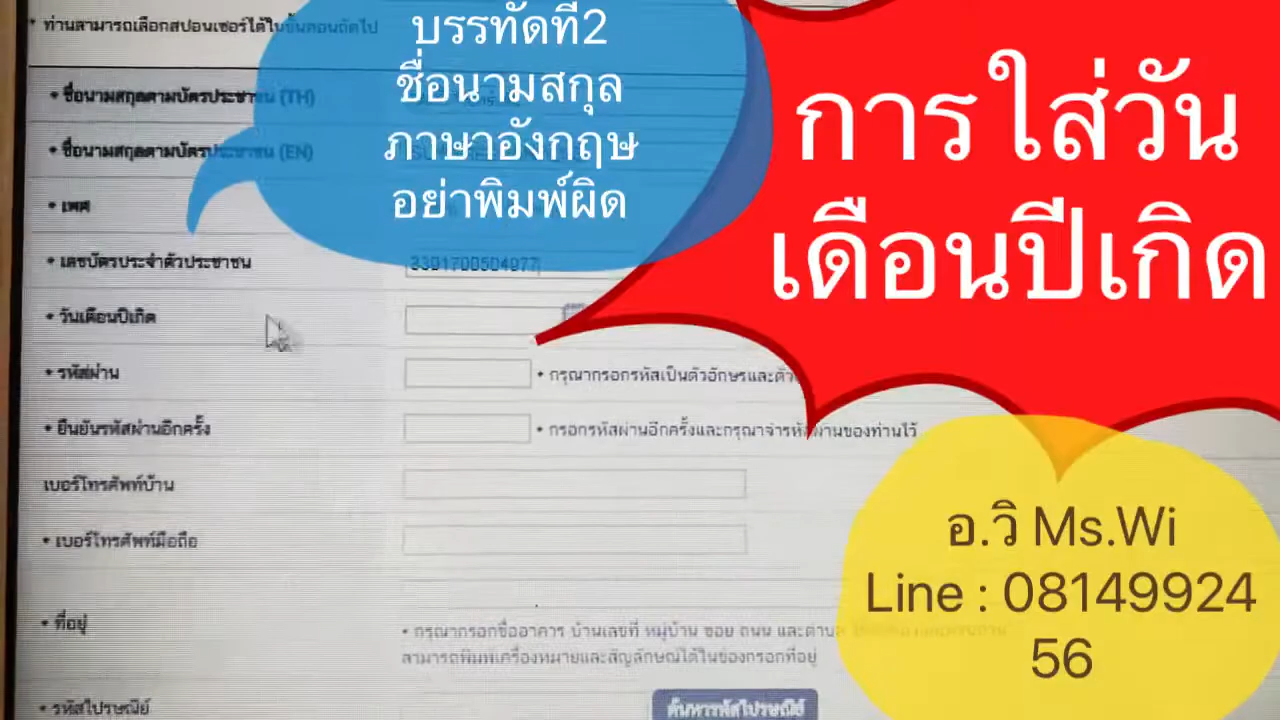 * ท่านสามารถเลือกสปอนเซอร์ได้ในขั้นตอนถัดไป
บรรทัดที่2
ชื่อนามสกุล
ภาษาอังกฤษ
อย่าพิมพ์ผิด
การใส่วัน
เดือนปีเกิด
* ชื่อนามสกุลตามบัตรประชาชน (TH)
* ชื่อนามสกุลตามบัตรประชาชน (EN)
* เพศ
* เลขบัตรประจำตัวประชาชน 3301700504977
* วันเดือนปีเกิด
* รหัสผ่าน * กรุณากรอกรหัสเป็นตัวอักษรและตัว
* ยืนยันรหัสผ่านอีกครั้ง * กรอกรหัสผ่านอีกครั้งและกรุณาจำรหัสผ่านของท่านไว้
เบอร์โทรศัพท์บ้าน
* เบอร์โทรศัพท์มือถือ
อ.วิ Ms.Wi
Line : 08149924
56
* ที่อยู่ * กรุณากรอกชื่ออาคาร บ้านเลขที่ หมู่บ้าน ซอย ถนน และตำบล
สามารถพิมพ์เครื่องหมายและสัญลักษณ์ได้ในช่องกรอกที่อยู่
* รหัสไปรษณีย์ ค้นหารหัสไปรษณีย์